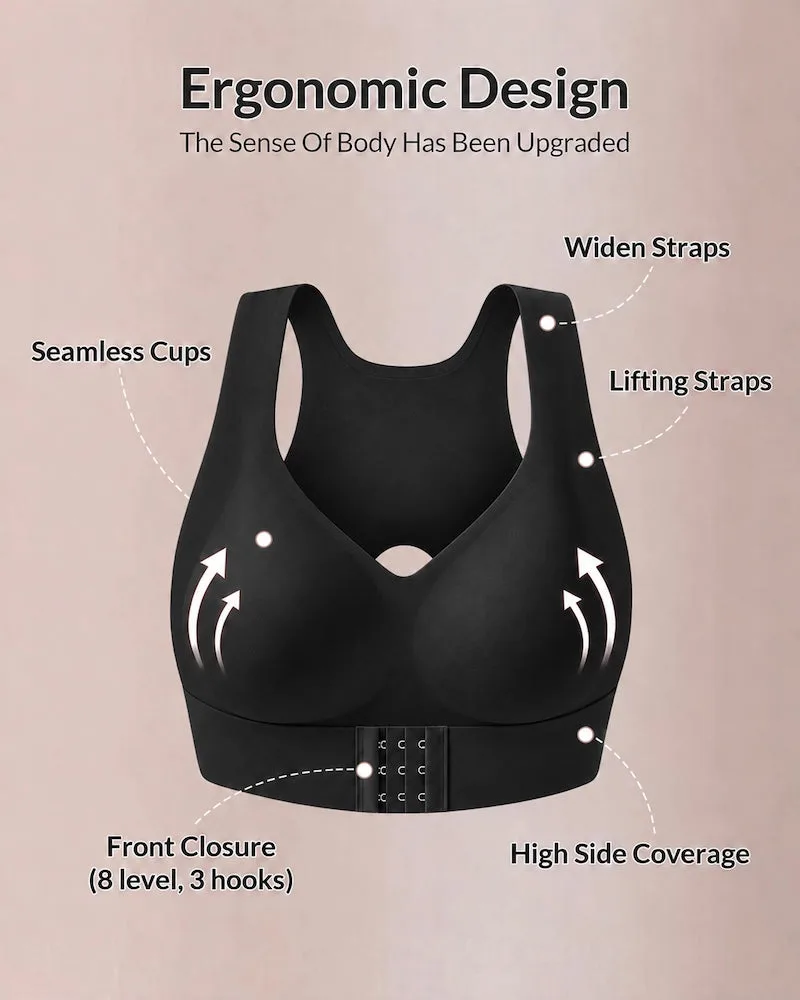 Ergonomic Design
The Sense Of Body Has Been Upgraded
Widen Straps
Seamless Cups
Lifting Straps
Front Closure
(8 level, 3 hooks)
High Side Coverage